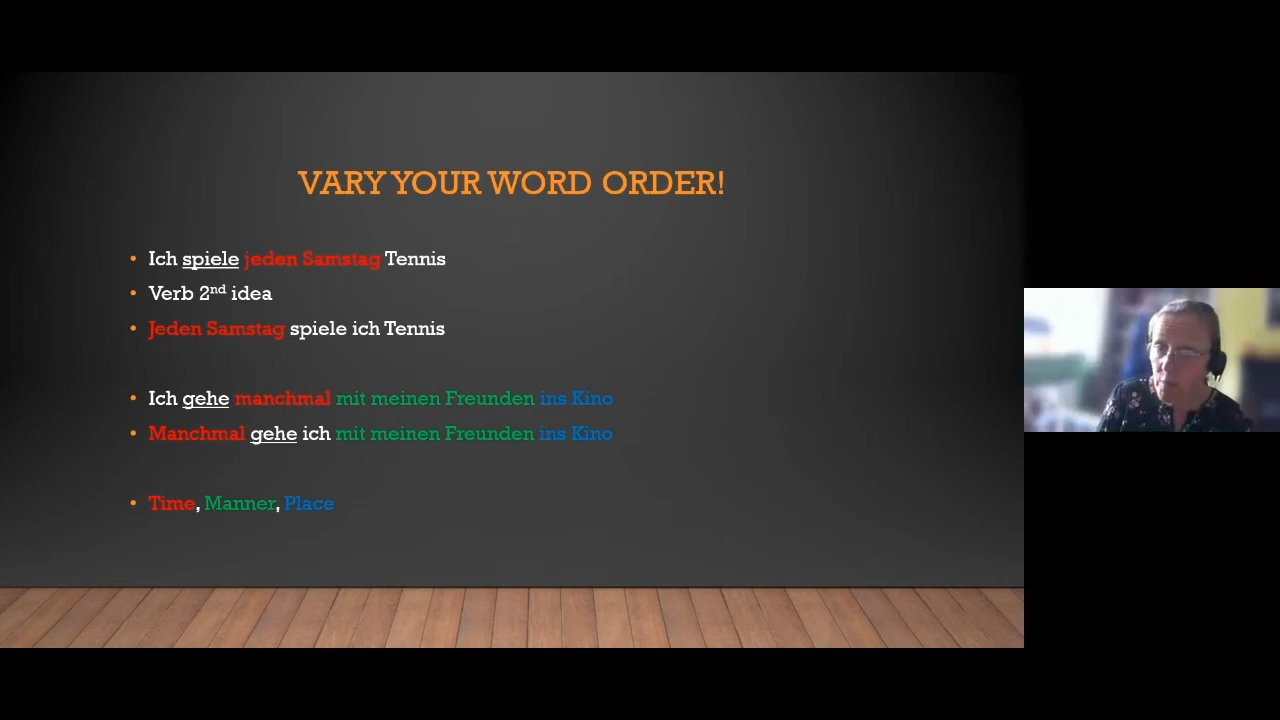 VARY YOUR WORD ORDER!
• Ich spiele jeden Samstag Tennis
• Verb 2nd idea
• Jeden Samstag spiele ich Tennis
• Ich gehe manchmal mit meinen Freunden ins Kino
• Manchmal gehe ich mit meinen Freunden ins Kino
• Time, Manner, Place